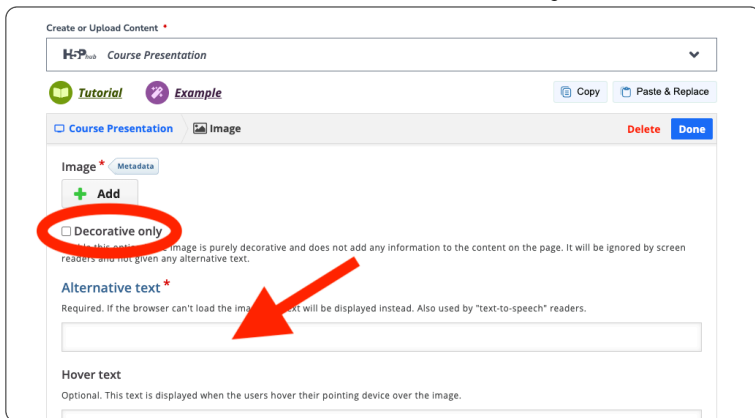 Create or Upload Content *
H5P hub Course Presentation
Tutorial Example Copy Paste & Replace
Course Presentation Image Delete Done
Image * Metadata
+ Add
Decorative only
this option image is purely decorative and does not add any information to the content on the page. It will be ignored by screen
readers and not given any alternative text.
Alternative text *
Required. If the browser can't load the text will be displayed instead. Also used by "text-to-speech" readers.
Hover text
Optional. This text is displayed when the users hover their pointing device over the image.